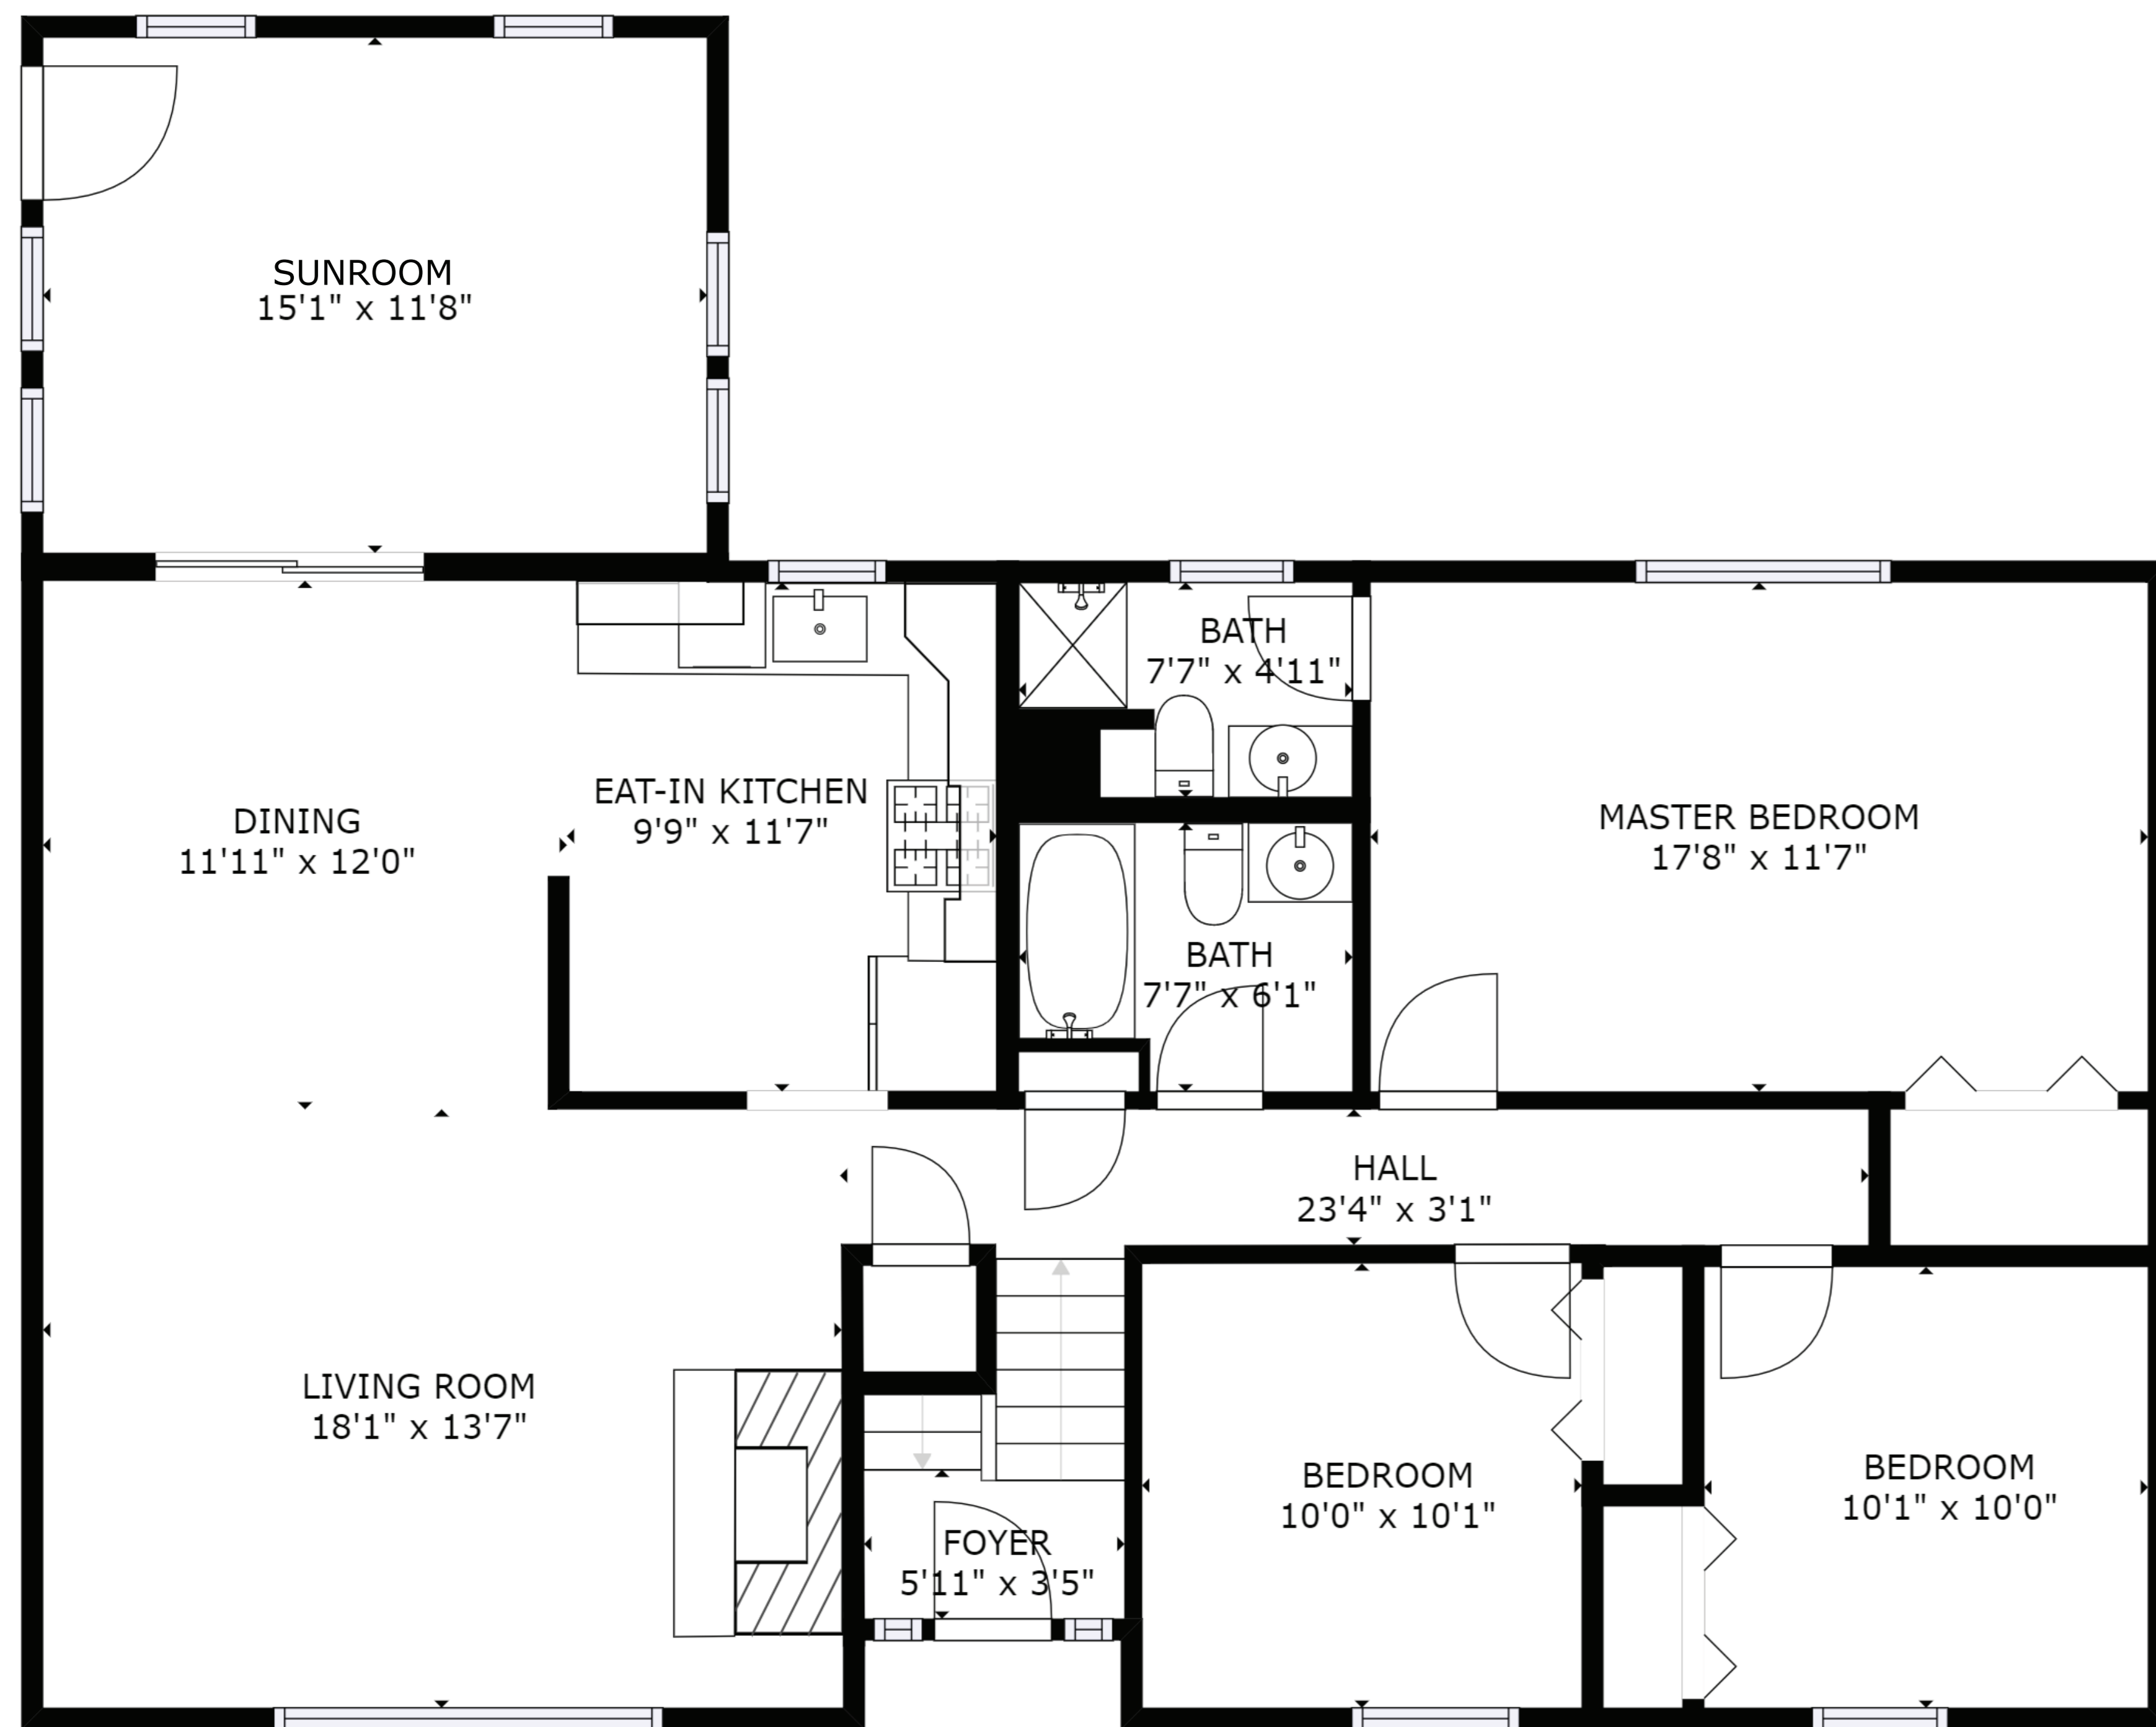 SUNROOM
15'1" x 11'8"
BATH
7'7" x 4'11"
EAT-IN KITCHEN
9'9" x 11'7"
DINING
11'11" x 12'0"
MASTER BEDROOM
17'8" x 11'7"
BATH
7'7" x 6'1"
HALL
23'4" x 3'1"
LIVING ROOM
18'1" x 13'7"
BEDROOM
10'0" x 10'1"
BEDROOM
10'1" x 10'0"
FOYER
5'11" x 3'5"